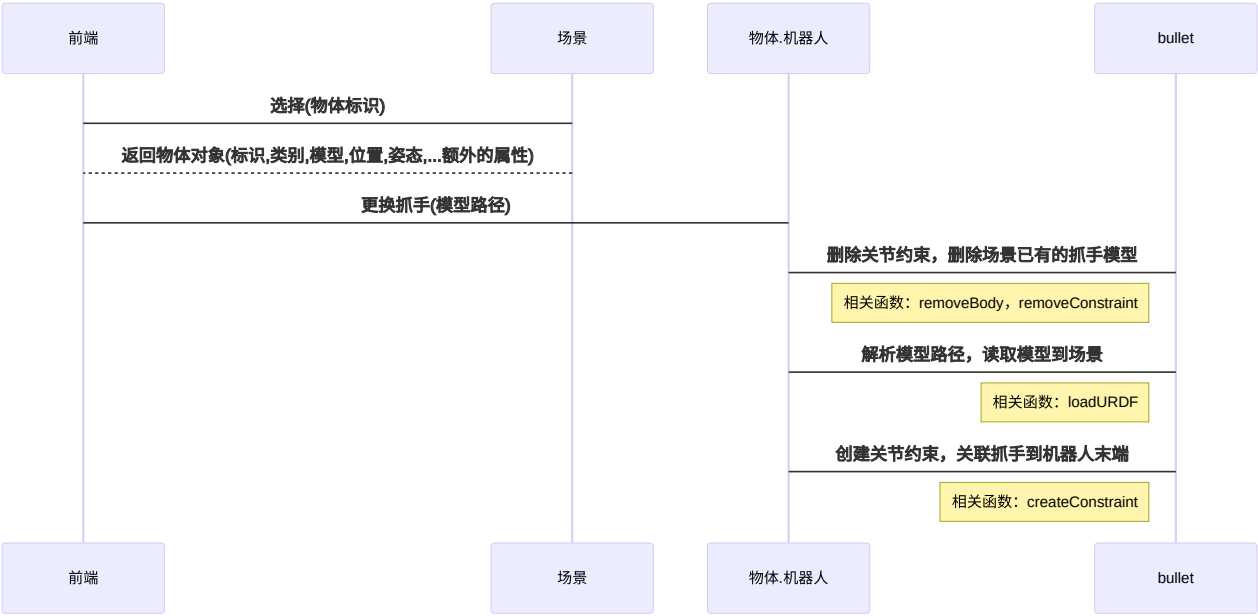 前端
场景
物体.机器人
bullet
选择(物体标识)
返回物体对象(标识,类别,模型,位置,姿态,...额外的属性)
更换抓手(模型路径)
删除关节约束，删除场景已有的抓手模型
相关函数：removeBody，removeConstraint
解析模型路径，读取模型到场景
相关函数：loadURDF
创建关节约束，关联抓手到机器人末端
相关函数：createConstraint
前端
场景
物体.机器人
bullet